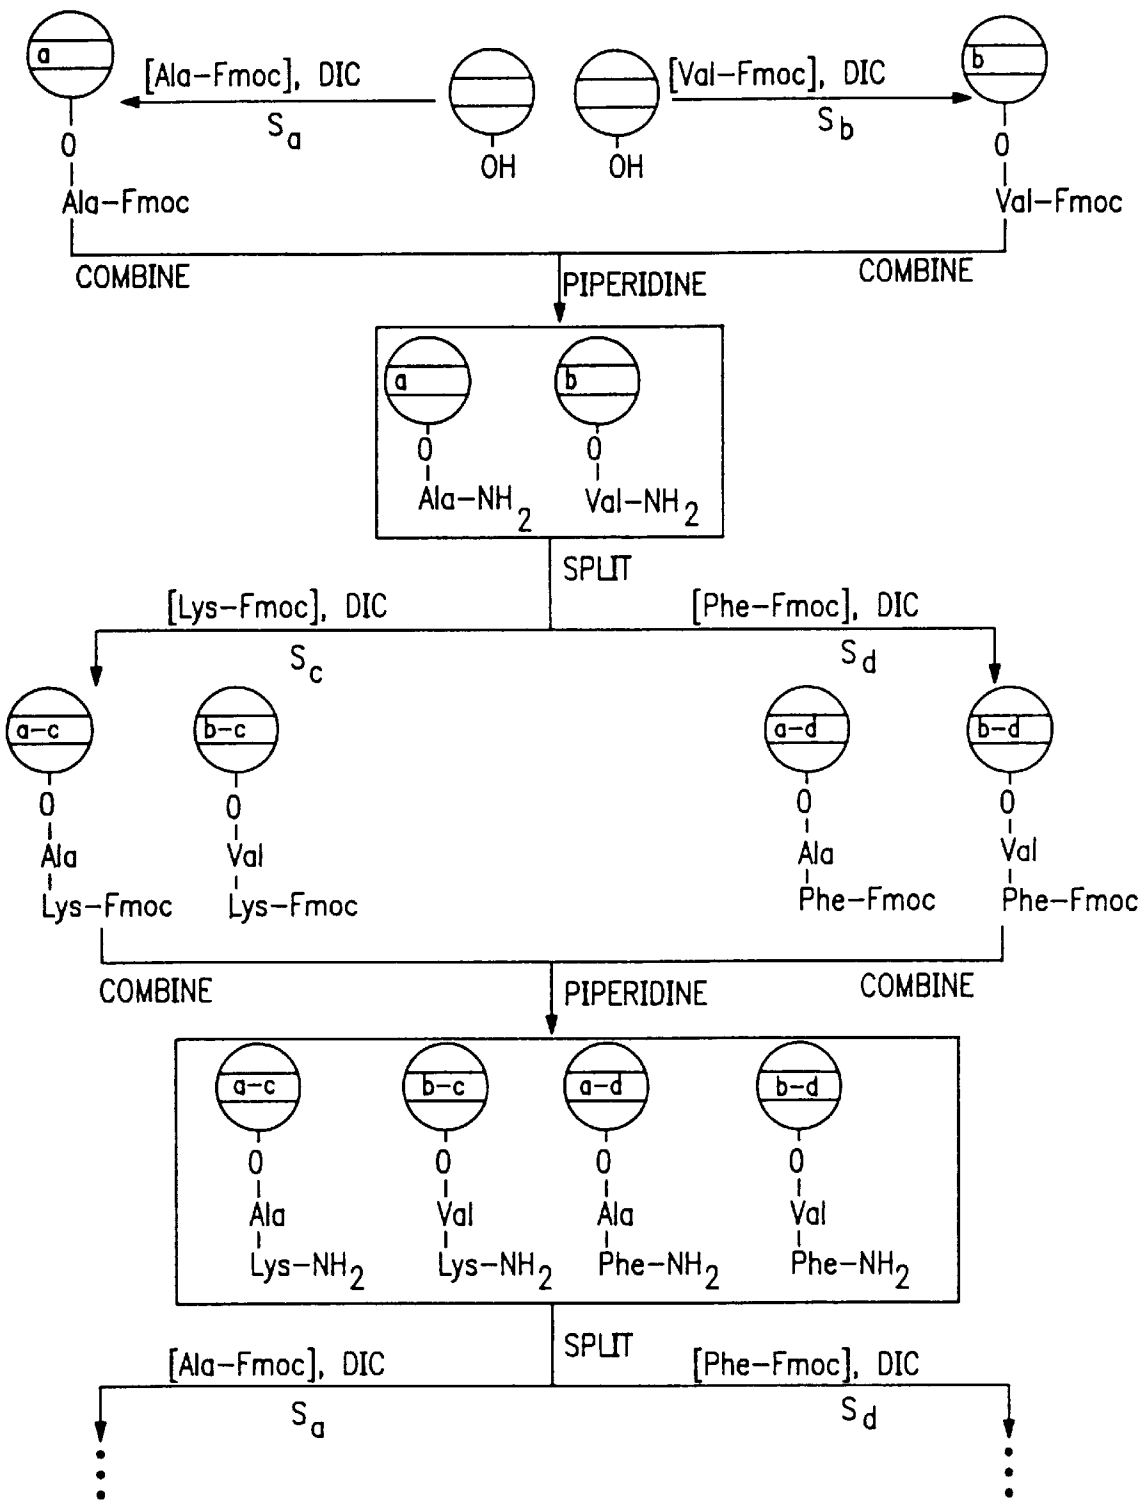 a
b
[Ala-Fmoc], DIC
[Val-Fmoc], DIC
Sa
Sb
O
OH
OH
O
Ala-Fmoc
Val-Fmoc
COMBINE
PIPERIDINE
COMBINE
a
b
O
O
Ala-NH2
Val-NH2
SPLIT
[Lys-Fmoc], DIC
[Phe-Fmoc], DIC
Sc
Sd
a-c
b-c
a-d
b-d
O
O
O
O
Ala
Val
Ala
Val
Lys-Fmoc
Lys-Fmoc
Phe-Fmoc
Phe-Fmoc
COMBINE
PIPERIDINE
COMBINE
a-c
b-c
a-d
b-d
O
O
O
O
Ala
Val
Ala
Val
Lys-NH2
Lys-NH2
Phe-NH2
Phe-NH2
SPLIT
[Ala-Fmoc], DIC
[Phe-Fmoc], DIC
Sa
Sd